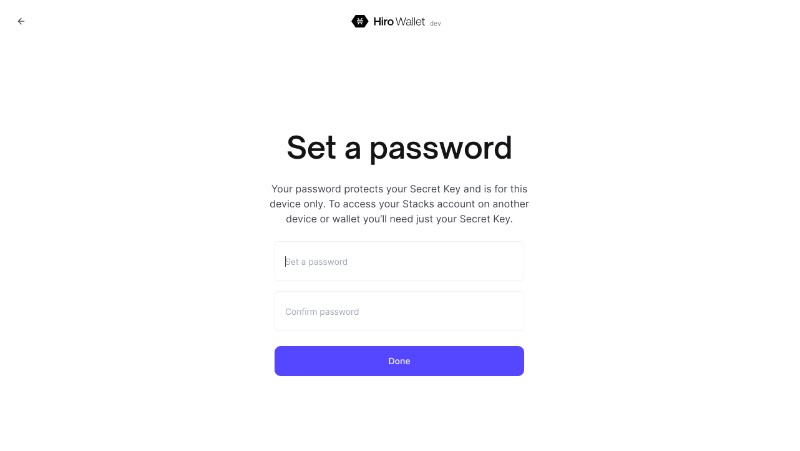 Hiro Wallet dev
Set a password
Your password protects your Secret Key and is for this
device only. To access your Stacks account on another
device or wallet you'll need just your Secret Key.
Set a password
Confirm password
Done